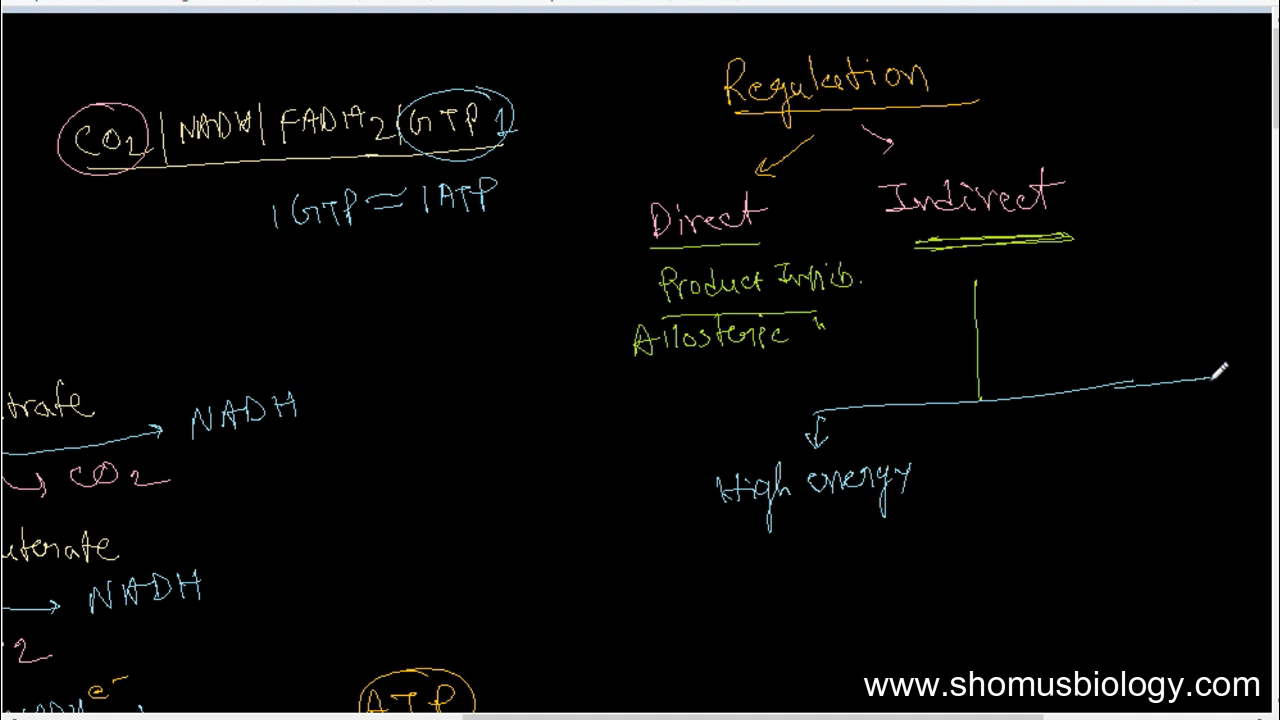 CO2 | NADH | FADH2 | GTP 1
1 GTP ≈ 1 ATP
Regulation
Direct
Indirect
Product Inhib.
Allosteric "
High energy
trate
NADH
CO2
NADH
2
e-
ATP
www.shomusbiology.com